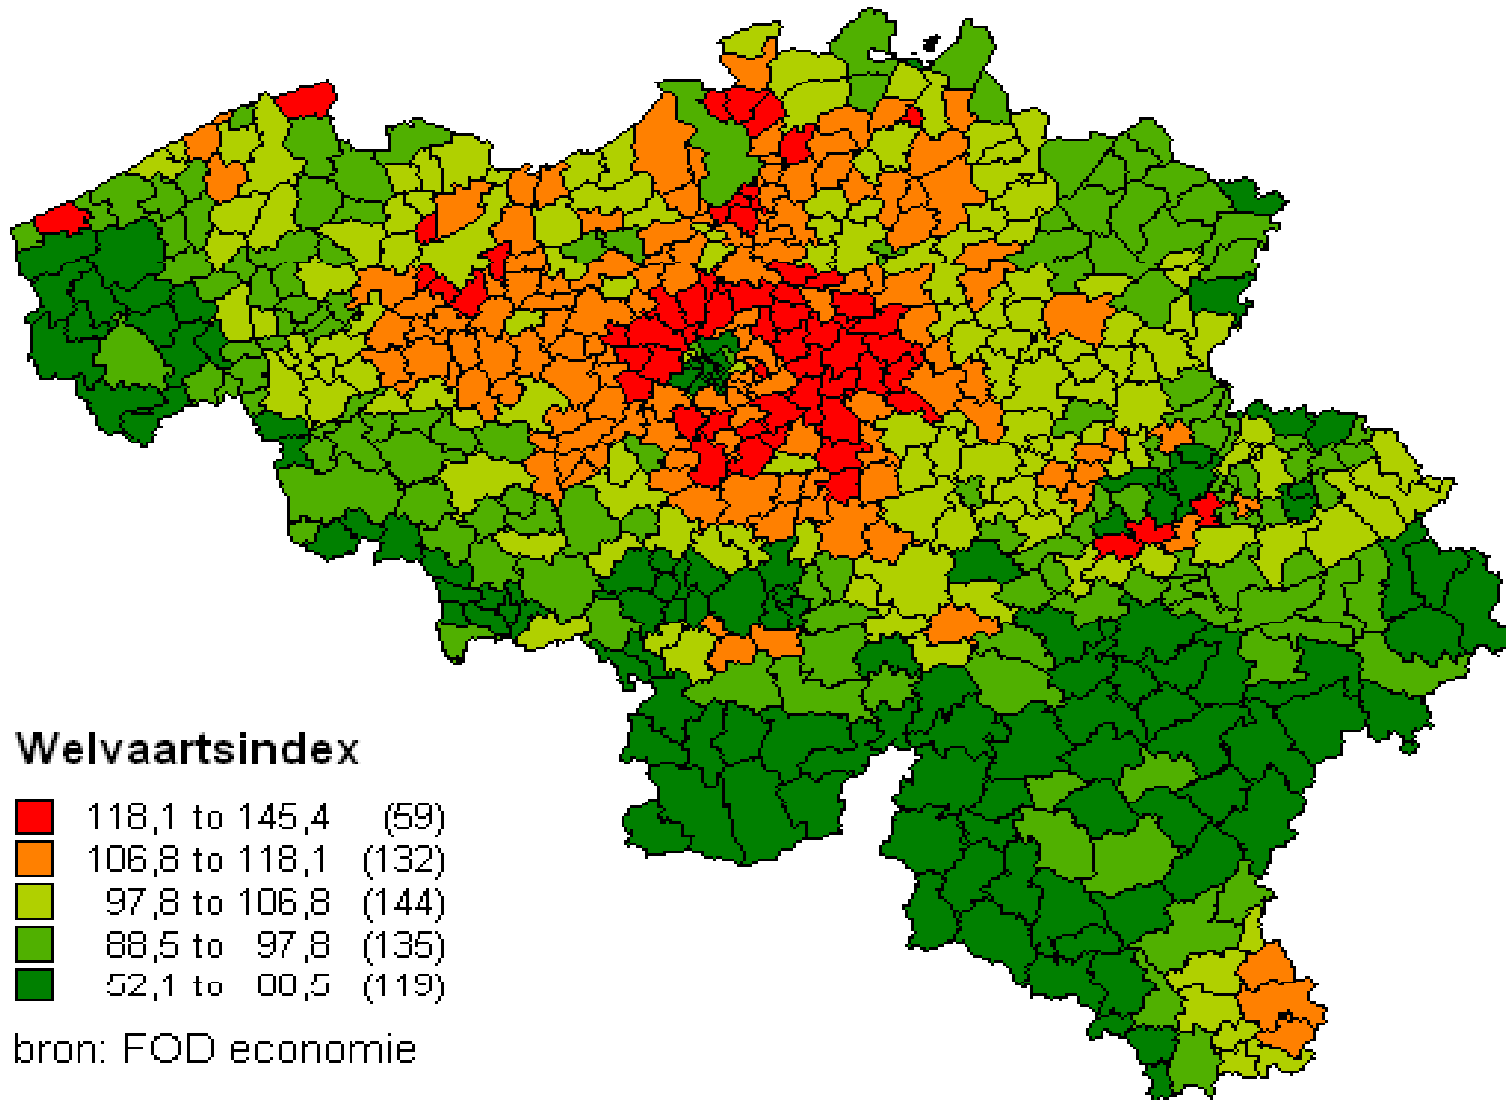 Welvaartsindex
118,1 to 145,4 (59)
106,8 to 118,1 (132)
97,8 to 106,8 (144)
88,5 to 97,8 (135)
52,1 to 00,5 (119)
bron: FOD economie